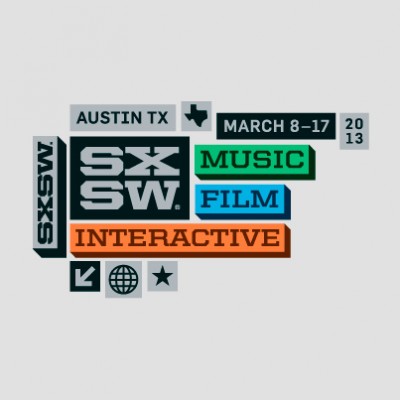 AUSTIN TX
MARCH 8–17
20
13
SXSW®
SX
SW®
MUSIC
FILM
INTERACTIVE